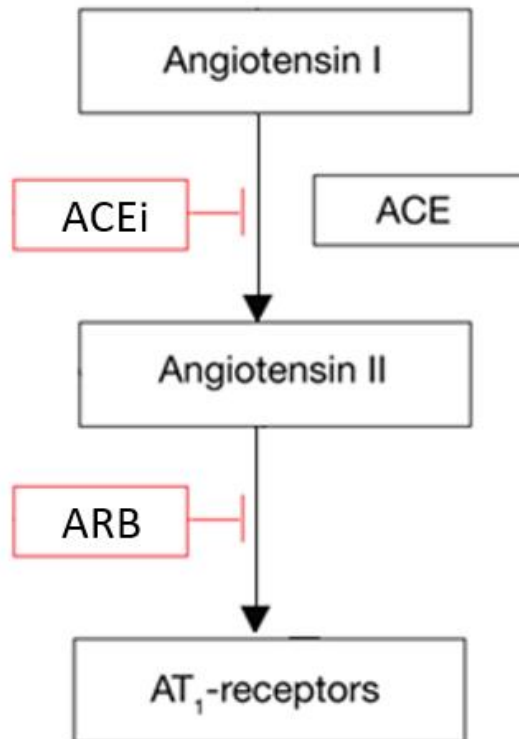 Angiotensin I
ACEi
ACE
Angiotensin II
ARB
AT₁-receptors